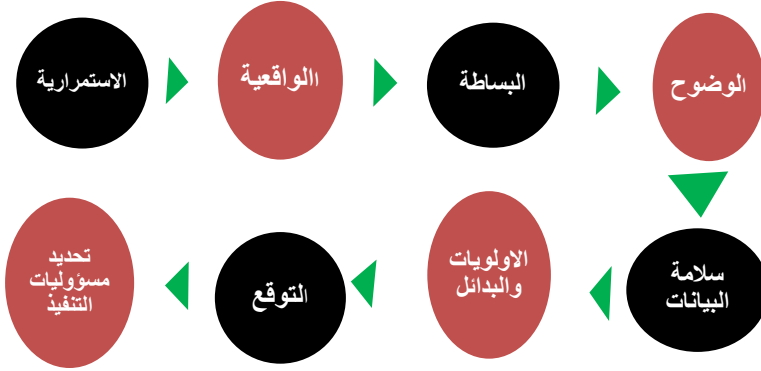 الاستمرارية
االواقعية
البساطة
الوضوح
سلامة
البيانات
الاولويات
والبدائل
التوقع
تحديد
مسؤوليات
التنفيذ